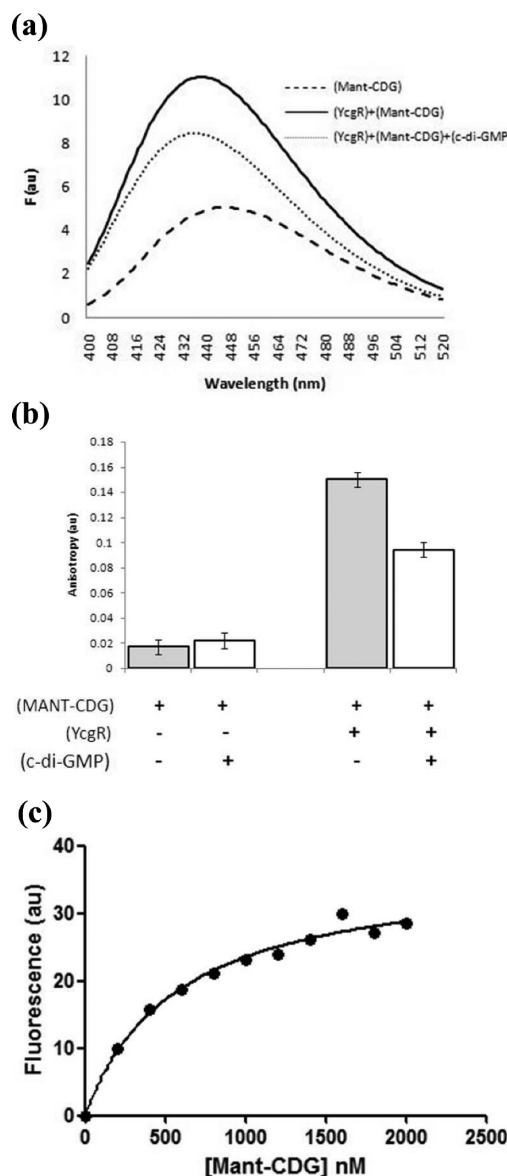 (a)
12
10
8
6
4
2
0
F(au)
(Mant-CDG)
(YcgR)+(Mant-CDG)
(YcgR)+(Mant-CDG)+(c-di-GMP)
400 408 416 424 432 440 448 456 464 472 480 488 496 504 512 520
Wavelength (nm)
(b)
0.18
0.16
0.14
0.12
0.1
0.08
0.06
0.04
0.02
0
Anisotropy (au)
(MANT-CDG) + + + +
(YcgR) - - + +
(c-di-GMP) - + - +
(c)
40
30
20
10
0
Fluorescence (au)
0 500 1000 1500 2000 2500
[Mant-CDG] nM